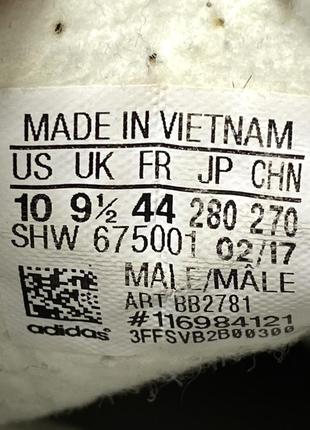 MADE IN VIETNAM
US UK FR JP CHN
10 9½ 44 280 270
SHW 675001 02/17
MALE/MÂLE
ART BB2781
#116984121
adidas 3FFSVB2B00300